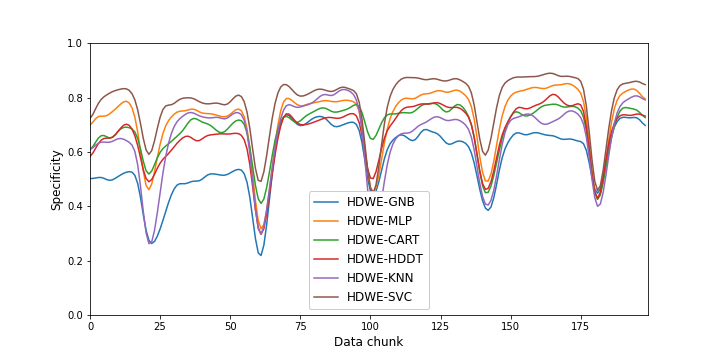 1.0
0.8
0.6
0.4
0.2
0.0
Specificity
0
25
50
75
100
125
150
175
Data chunk
HDWE-GNB
HDWE-MLP
HDWE-CART
HDWE-HDDT
HDWE-KNN
HDWE-SVC